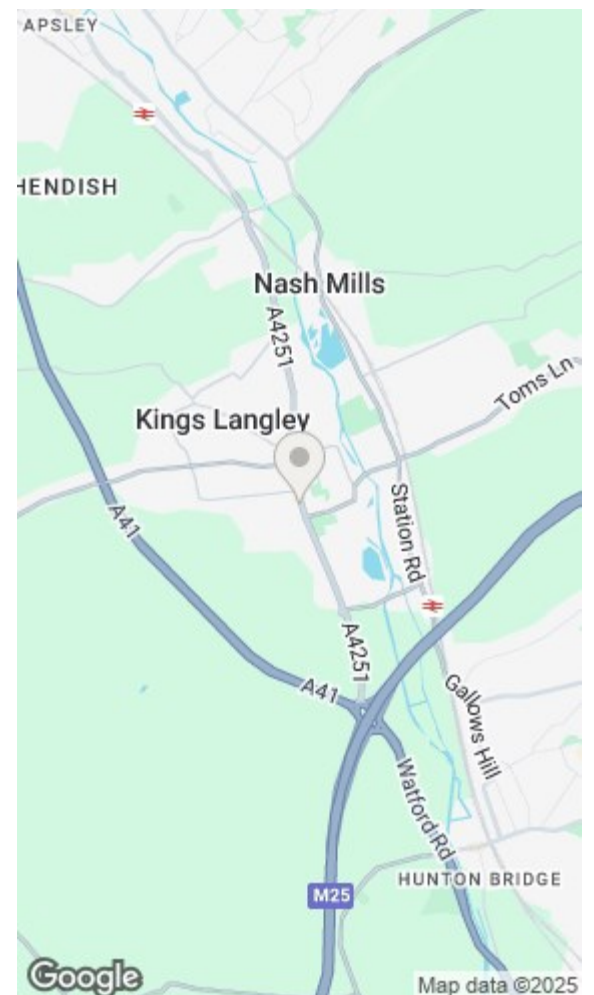 APSLEY
HENDISH
Nash Mills
A4251
Toms Ln
Kings Langley
A41
Station Rd
A4251
A41
Gallows Hill
Watford Rd
HUNTON BRIDGE
M25
Google
Map data ©2025